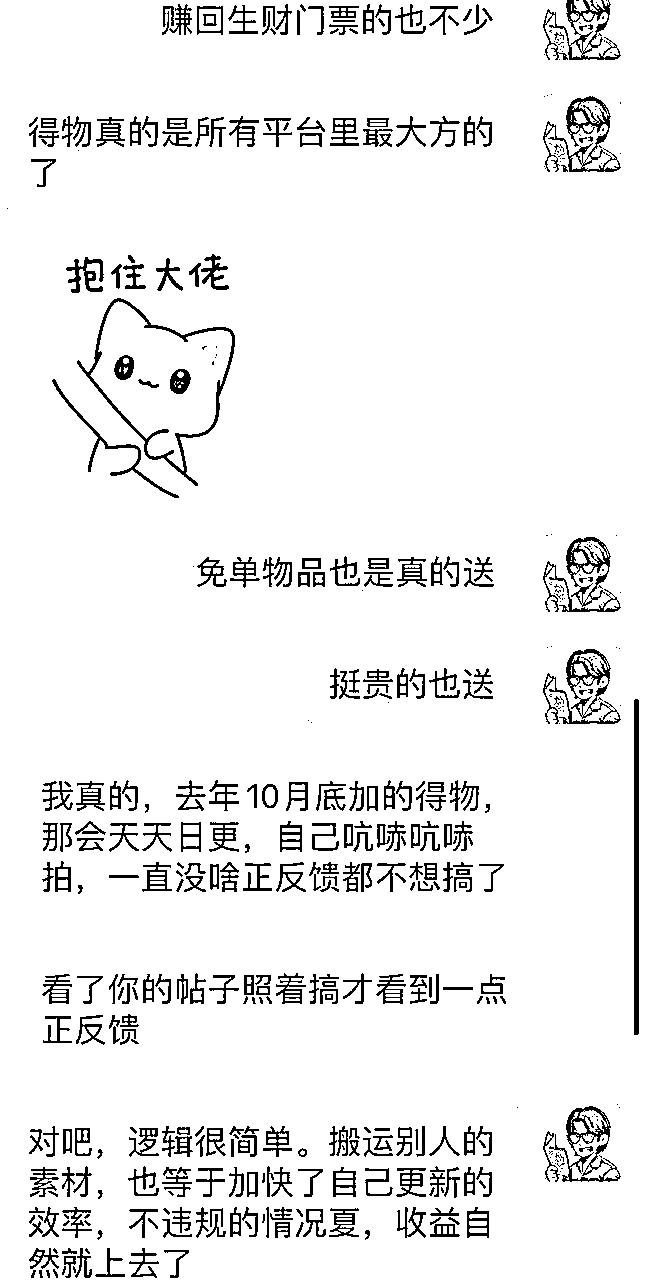 赚回生财门票的也不少
得物真的是所有平台里最大方的
了
抱住大佬
免单物品也是真的送
挺贵的也送
我真的，去年10月底加的得物，
那会天天日更，自己吭哧吭哧
拍，一直没啥正反馈都不想搞了
看了你的帖子照着搞才看到一点
正反馈
对吧，逻辑很简单。搬运别人的
素材，也等于加快了自己更新的
效率，不违规的情况夏，收益自
然就上去了